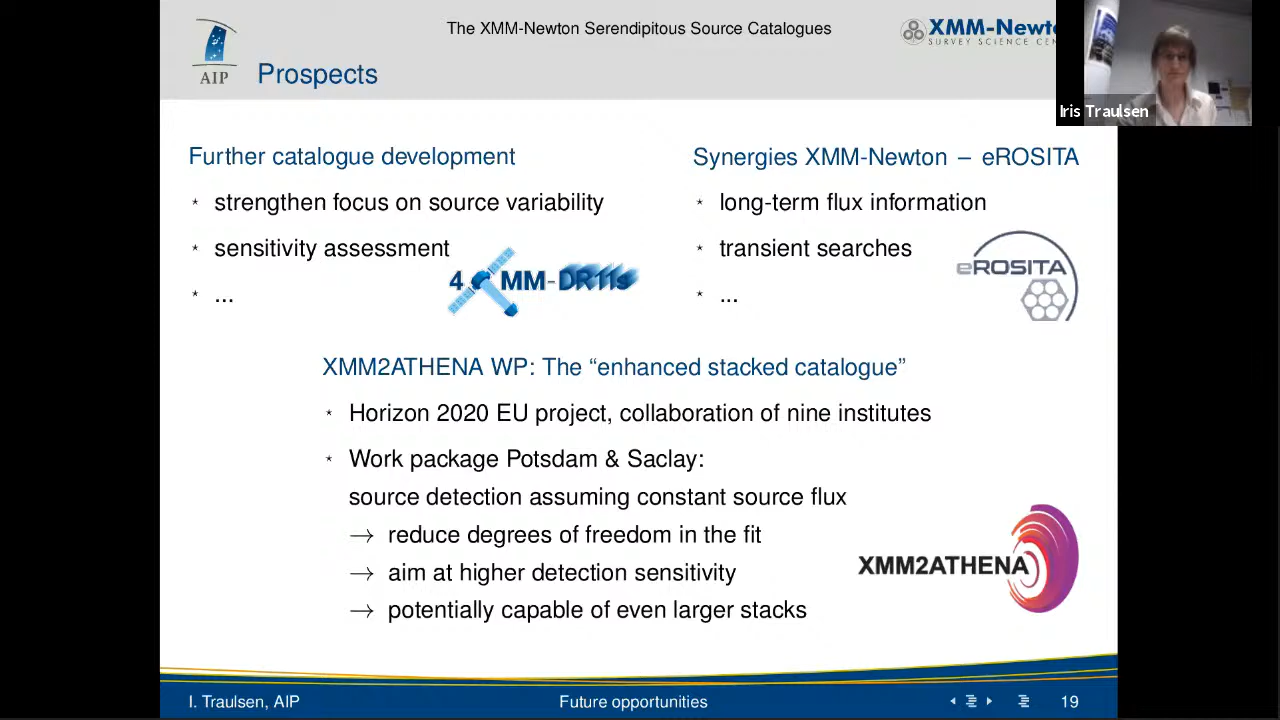 The XMM-Newton Serendipitous Source Catalogues
XMM-Newto
SURVEY SCIENCE CEN
AIP
Prospects
Iris Traulsen
Further catalogue development
* strengthen focus on source variability
* sensitivity assessment
* ...
4 MM-DR11s
Synergies XMM-Newton – eROSITA
* long-term flux information
* transient searches
* ...
eROSITA
XMM2ATHENA WP: The “enhanced stacked catalogue”
* Horizon 2020 EU project, collaboration of nine institutes
* Work package Potsdam & Saclay:
source detection assuming constant source flux
→ reduce degrees of freedom in the fit
→ aim at higher detection sensitivity
→ potentially capable of even larger stacks
XMM2ATHENA
I. Traulsen, AIP
Future opportunities
19